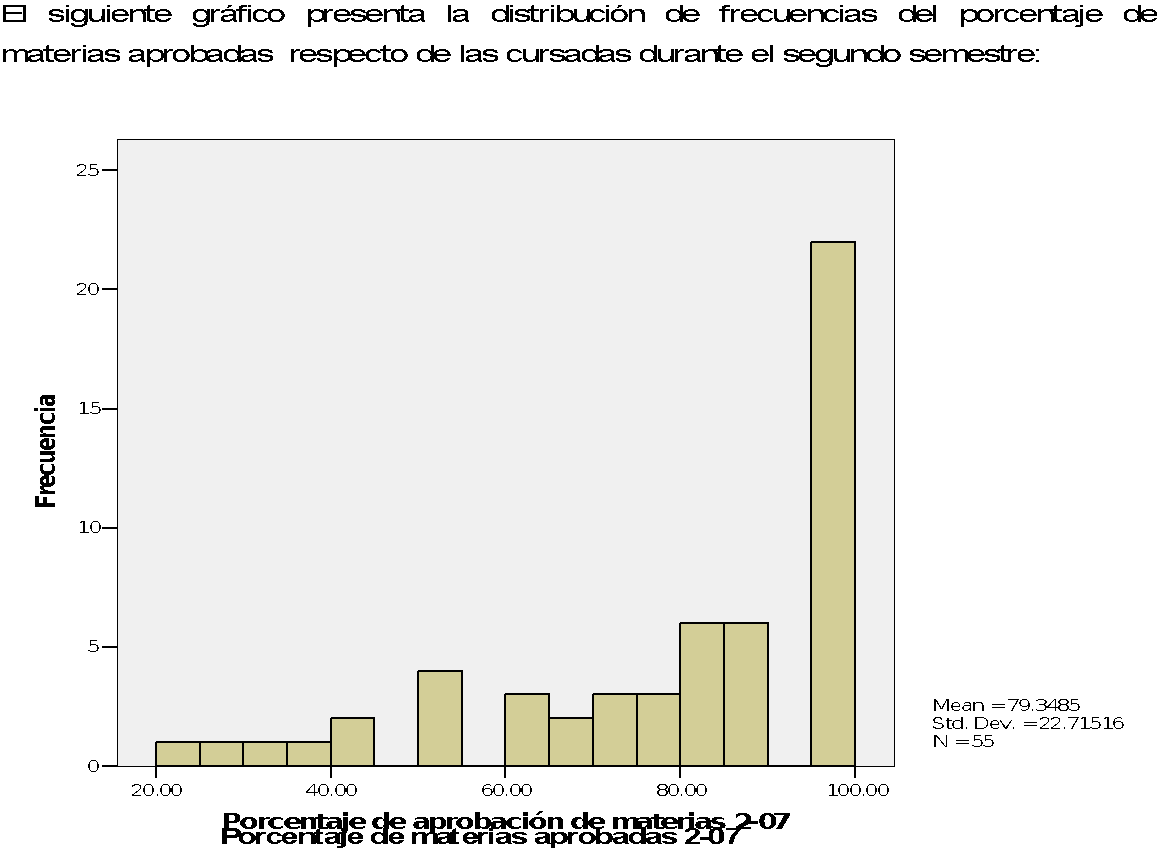 El siguiente gráfico presenta la distribución de frecuencias del porcentaje de
materias aprobadas respecto de las cursadas durante el segundo semestre:
25
20
15
10
5
0
Frecuencia
20.00 40.00 60.00 80.00 100.00
Porcentaje de aprobación de materias 2-07
Porcentaje de materias aprobadas 2-07
Mean =79.3485
Std. Dev. =22.71516
N =55